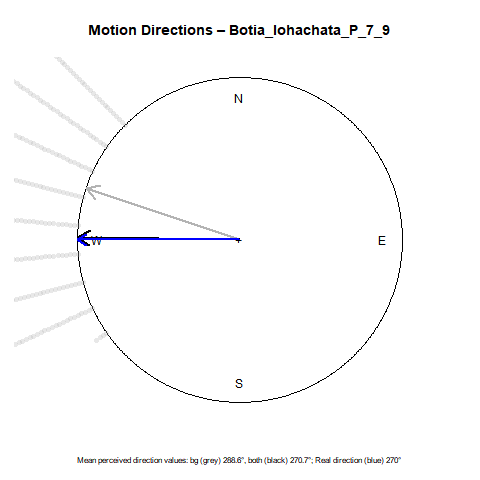 Motion Directions – Botia_lohachata_P_7_9
N
W
E
S
Mean perceived direction values: bg (grey) 288.6°, both (black) 270.7°; Real direction (blue) 270°